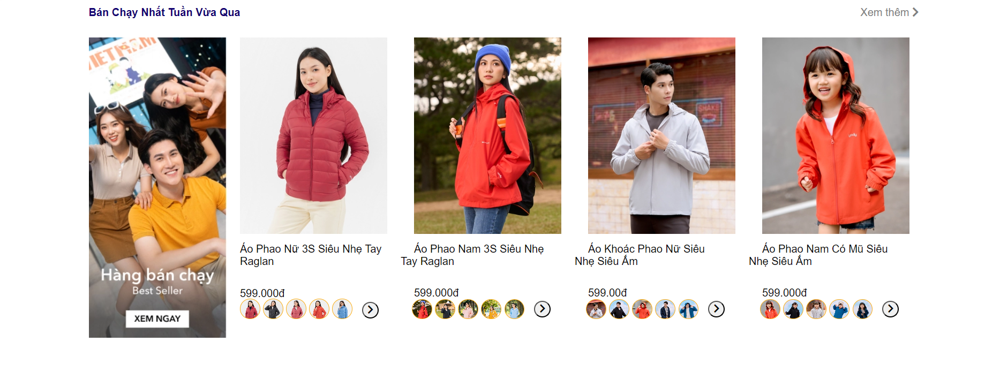 Bán Chạy Nhất Tuần Vừa Qua
Xem thêm
VIETNAM
Hàng bán chạy
Best Seller
XEM NGAY
SHAKE
yody
Áo Phao Nữ 3S Siêu Nhẹ Tay
Raglan
599.000đ
Áo Phao Nam 3S Siêu Nhẹ
Tay Raglan
599.000đ
Áo Khoác Phao Nữ Siêu
Nhẹ Siêu Ấm
599.00đ
Áo Phao Nam Có Mũ Siêu
Nhẹ Siêu Ấm
599.000đ